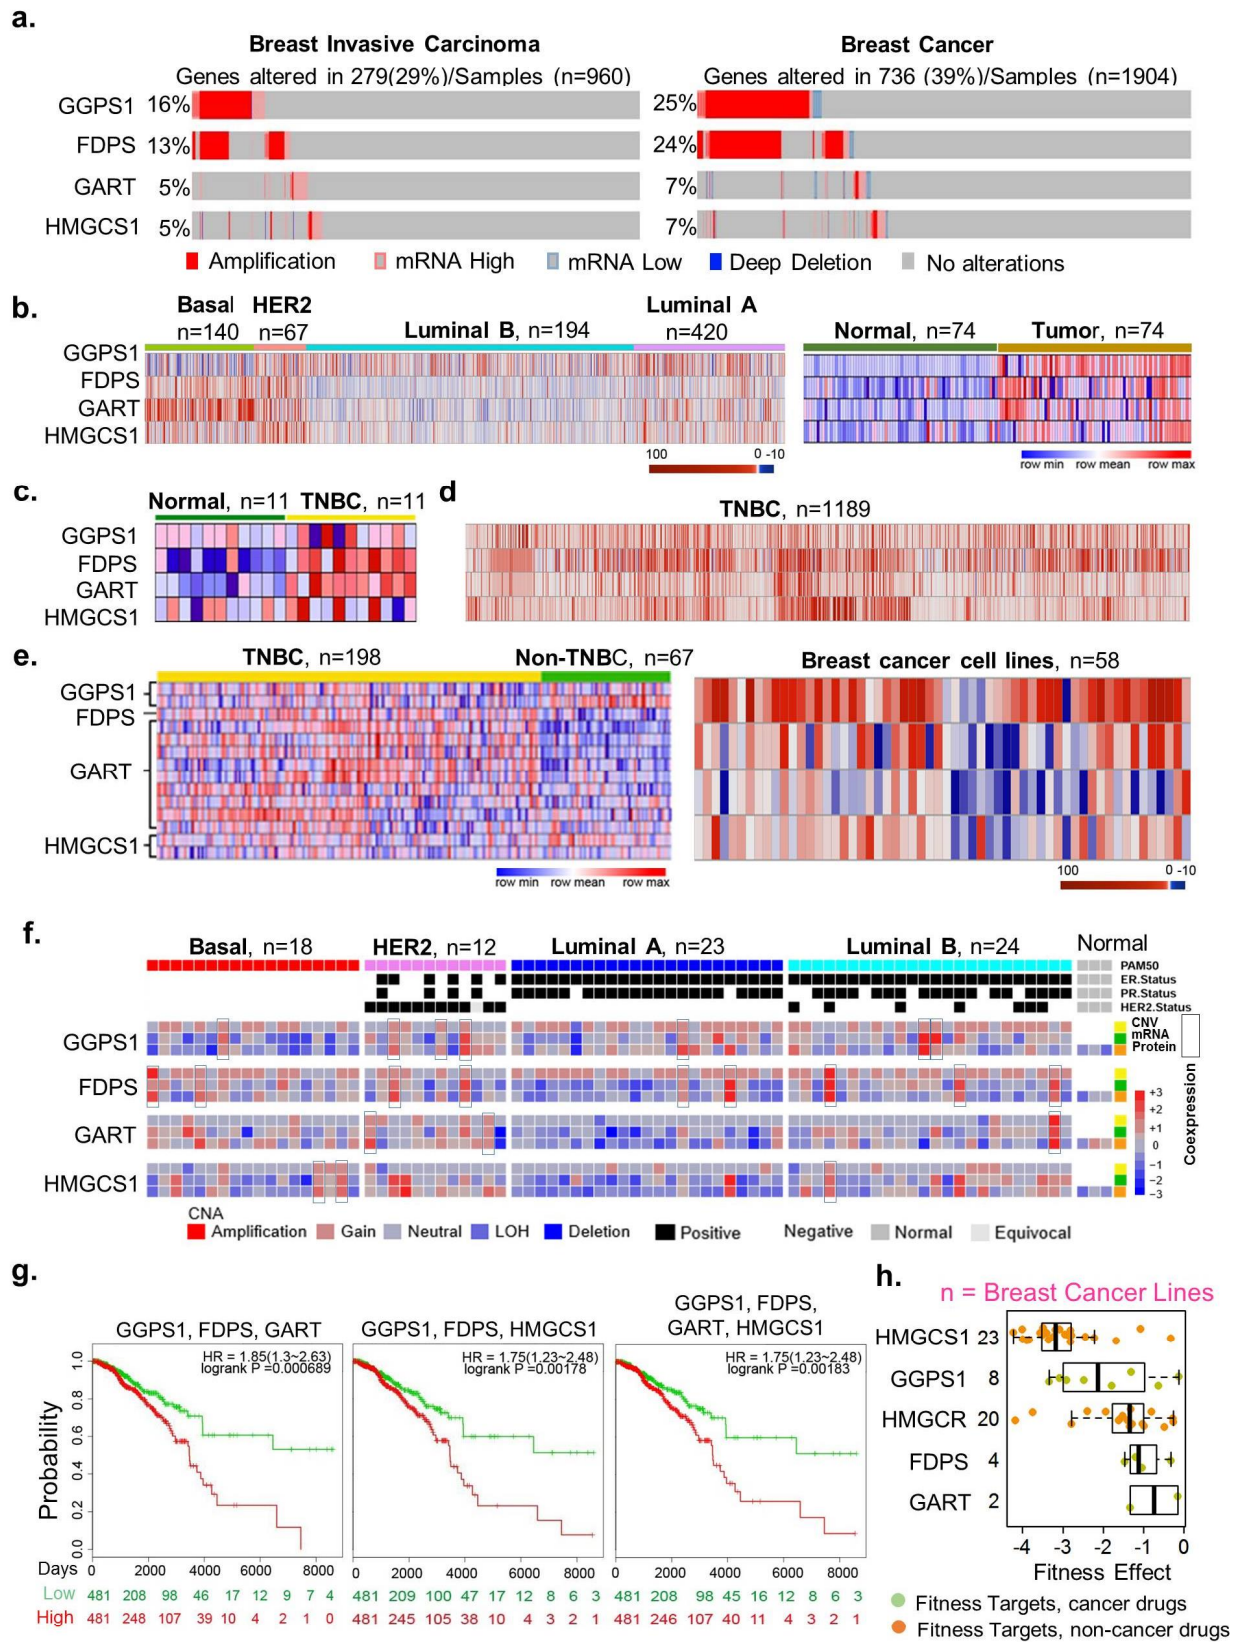 a.
Breast Invasive Carcinoma
Genes altered in 279(29%)/Samples (n=960)
GGPS1 16%
FDPS 13%
GART 5%
HMGCS1 5%
Breast Cancer
Genes altered in 736 (39%)/Samples (n=1904)
25%
24%
7%
7%
Amplification mRNA High mRNA Low Deep Deletion No alterations
b.
Basal n=140
HER2 n=67
Luminal B, n=194
Luminal A n=420
GGPS1
FDPS
GART
HMGCS1
100 0 -10
Normal, n=74 Tumor, n=74
row min row mean row max
c.
Normal, n=11 TNBC, n=11
GGPS1
FDPS
GART
HMGCS1
d
TNBC, n=1189
e.
TNBC, n=198 Non-TNBC, n=67
GGPS1
FDPS
GART
HMGCS1
row min row mean row max
Breast cancer cell lines, n=58
100 0 -10
f.
Basal, n=18 HER2, n=12 Luminal A, n=23 Luminal B, n=24 Normal
PAM50
ER.Status
PR.Status
HER2.Status
CNV
mRNA
Protein
GGPS1
FDPS
GART
HMGCS1
Coexpression
+3
+2
+1
0
−1
−2
−3
CNA
Amplification Gain Neutral LOH Deletion Positive Negative Normal Equivocal
g.
GGPS1, FDPS, GART
HR = 1.85(1.3~2.63)
logrank P =0.000689
GGPS1, FDPS, HMGCS1
HR = 1.75(1.23~2.48)
logrank P =0.00178
GGPS1, FDPS,
GART, HMGCS1
HR = 1.75(1.23~2.48)
logrank P =0.00183
Probability
1.0
0.8
0.6
0.4
0.2
0.0
Days 0 2000 4000 6000 8000 0 2000 4000 6000 8000 0 2000 4000 6000 8000
Low 481 208 98 46 17 12 9 7 4 481 209 100 47 17 12 8 6 3 481 208 98 45 16 12 8 6 3
High 481 248 107 39 10 4 2 1 0 481 245 105 38 10 4 3 2 1 481 246 107 40 11 4 3 2 1
h.
n = Breast Cancer Lines
HMGCS1 23
GGPS1 8
HMGCR 20
FDPS 4
GART 2
-4 -3 -2 -1 0
Fitness Effect
Fitness Targets, cancer drugs
Fitness Targets, non-cancer drugs